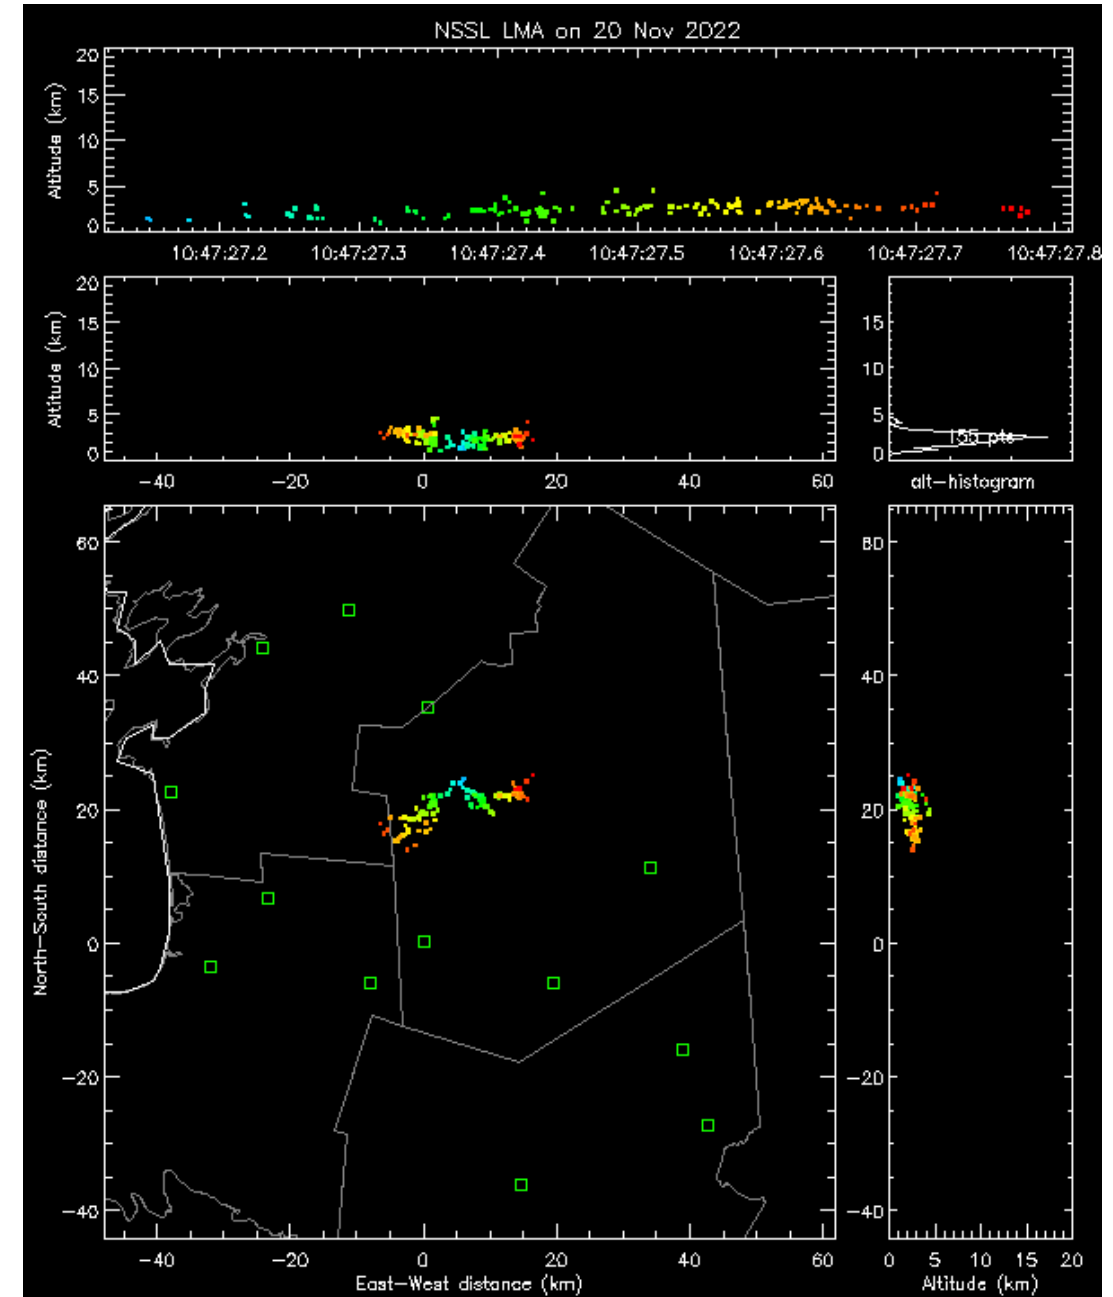 NSSL LMA on 20 Nov 2022
20
15
10
5
0
Altitude (km)
10:47:27.2 10:47:27.3 10:47:27.4 10:47:27.5 10:47:27.6 10:47:27.7 10:47:27.8
20
15
10
5
0
Altitude (km)
-40 -20 0 20 40 60
15
10
5
0
155 pts
alt-histogram
60
40
20
0
-20
-40
North-South distance (km)
-40 -20 0 20 40 60
East-West distance (km)
60
40
20
0
-20
-40
0 5 10 15 20
Altitude (km)